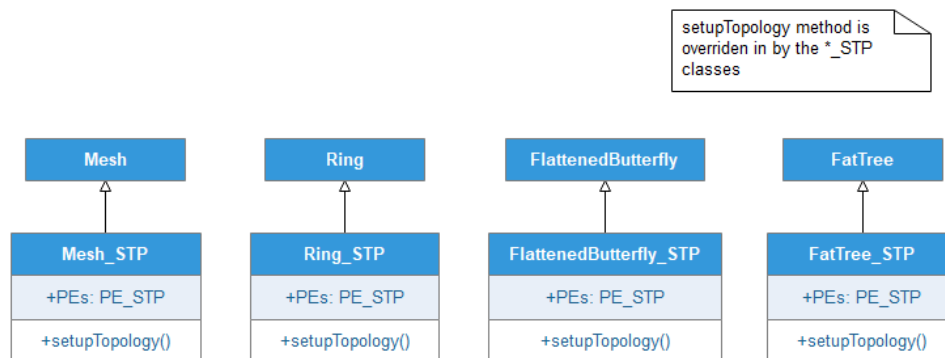 setupTopology method is
overriden in by the *_STP
classes
Mesh
Ring
FlattenedButterfly
FatTree
Mesh_STP
Ring_STP
FlattenedButterfly_STP
FatTree_STP
+PEs: PE_STP
+PEs: PE_STP
+PEs: PE_STP
+PEs: PE_STP
+setupTopology()
+setupTopology()
+setupTopology()
+setupTopology()